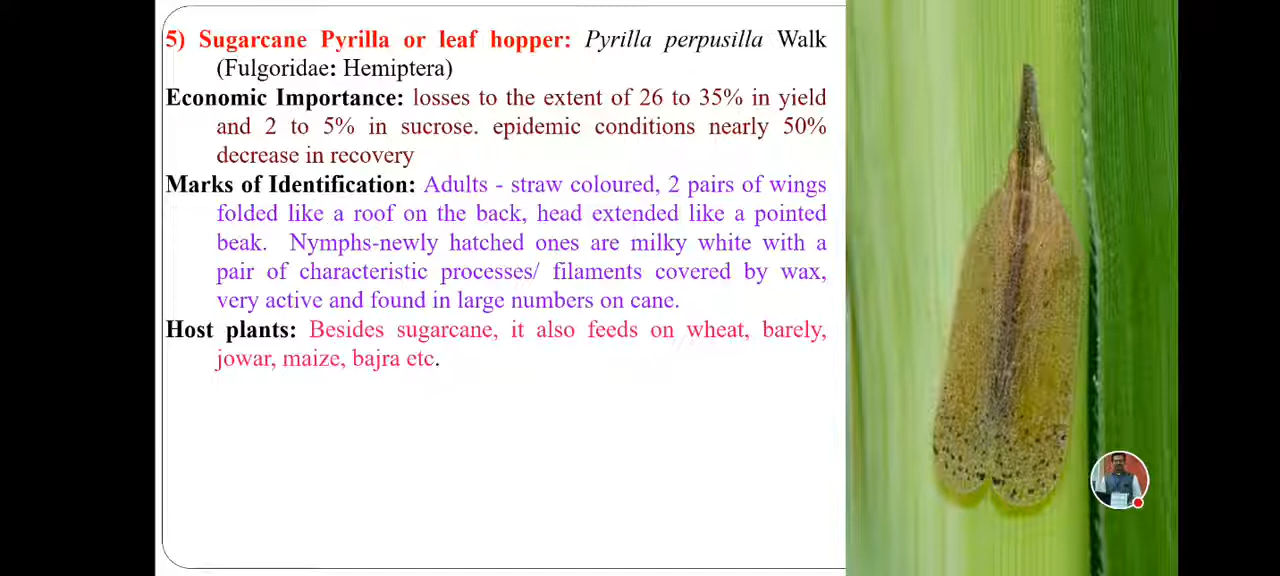 5) Sugarcane Pyrilla or leaf hopper: Pyrilla perpusilla Walk
(Fulgoridae: Hemiptera)
Economic Importance: losses to the extent of 26 to 35% in yield
and 2 to 5% in sucrose. epidemic conditions nearly 50%
decrease in recovery
Marks of Identification: Adults - straw coloured, 2 pairs of wings
folded like a roof on the back, head extended like a pointed
beak. Nymphs-newly hatched ones are milky white with a
pair of characteristic processes/ filaments covered by wax,
very active and found in large numbers on cane.
Host plants: Besides sugarcane, it also feeds on wheat, barely,
jowar, maize, bajra etc.